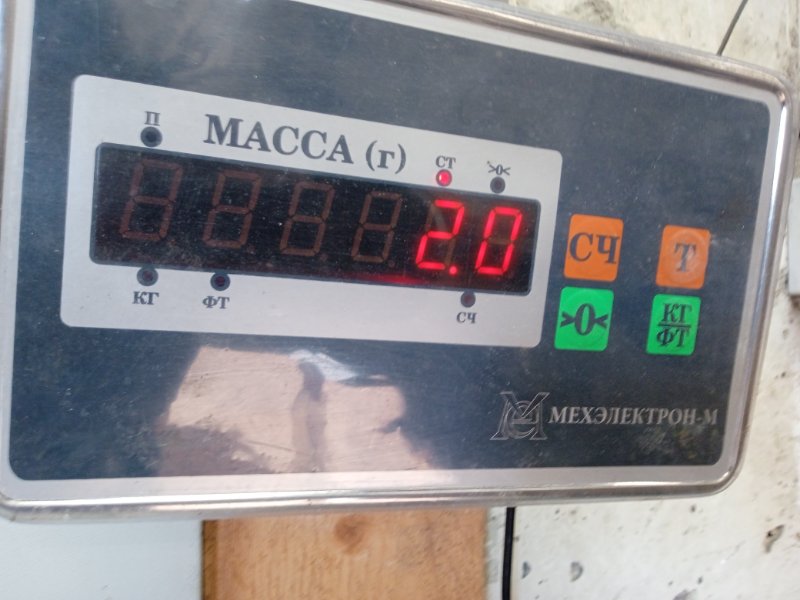 П
МАССА (г)
СТ
>0<
2.0
КГ
ФТ
СЧ
СЧ
Т
>0<
КГ
ФТ
МЕХЭЛЕКТРОН-М